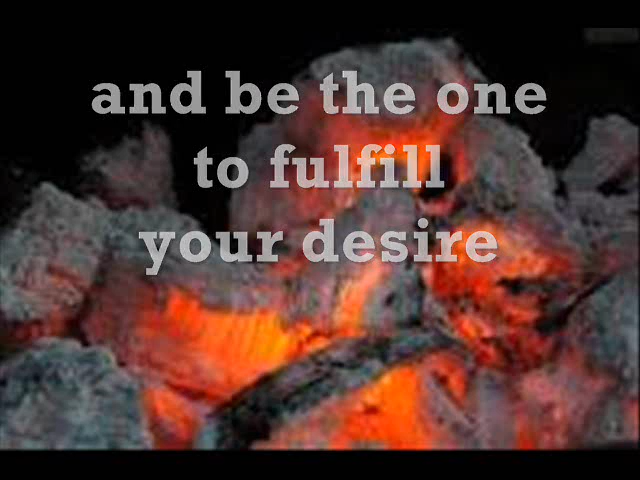 and be the one
to fulfill
your desire